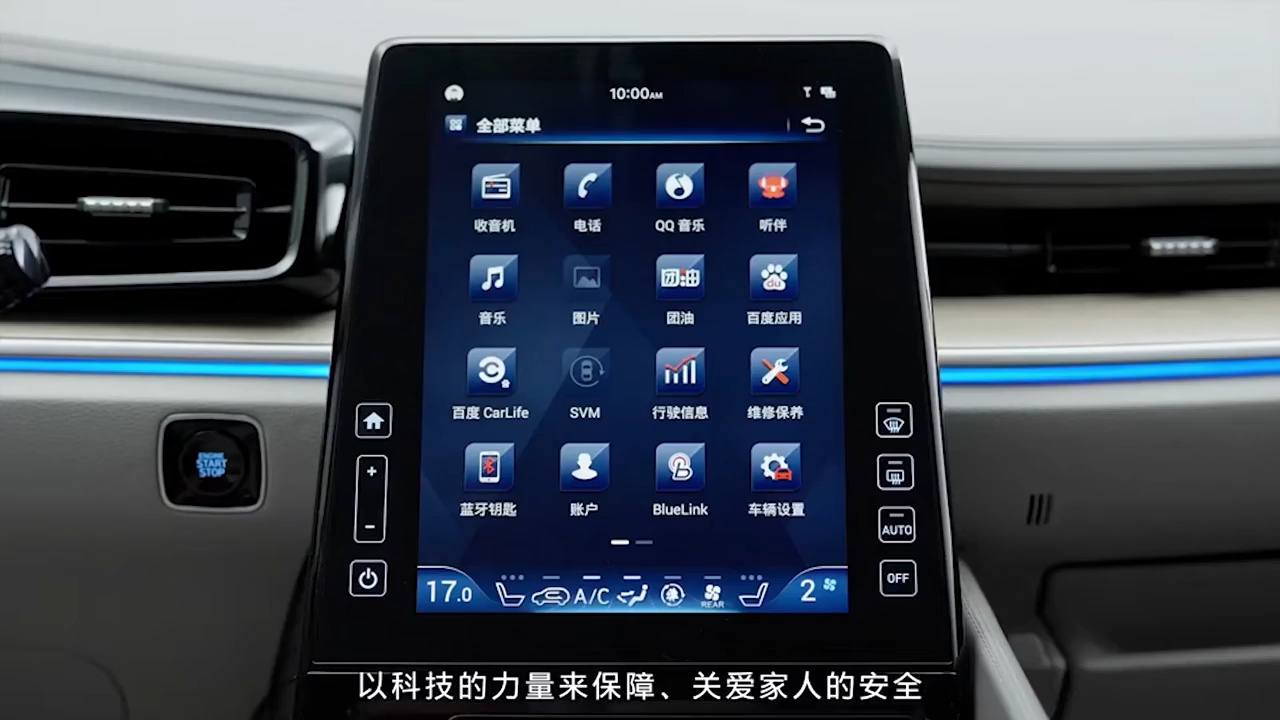 10:00AM
全部菜单
收音机 电话 QQ 音乐 听伴
团油
du
音乐 图片 团油 百度应用
百度 CarLife SVM 行驶信息 维修保养
蓝牙钥匙 账户 BlueLink 车辆设置
ENGINE
START
STOP
+
-
AUTO
OFF
17.0 A/C REAR 2
以科技的力量来保障、关爱家人的安全